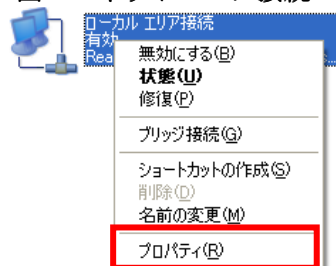 ローカル エリア接続
有効
Rea
無効にする(B)
状態(U)
修復(P)
ブリッジ接続(G)
ショートカットの作成(S)
削除(D)
名前の変更(M)
プロパティ(R)